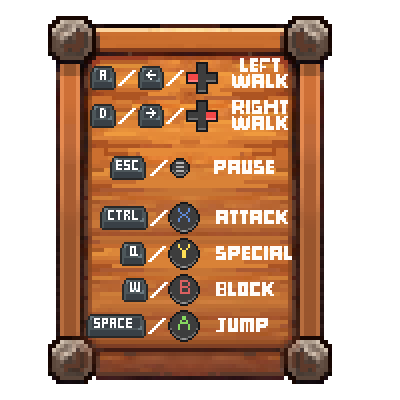 A / ← / LEFT WALK
D / → / RIGHT WALK
ESC / PAUSE
CTRL / X ATTACK
Q / Y SPECIAL
W / B BLOCK
SPACE / A JUMP